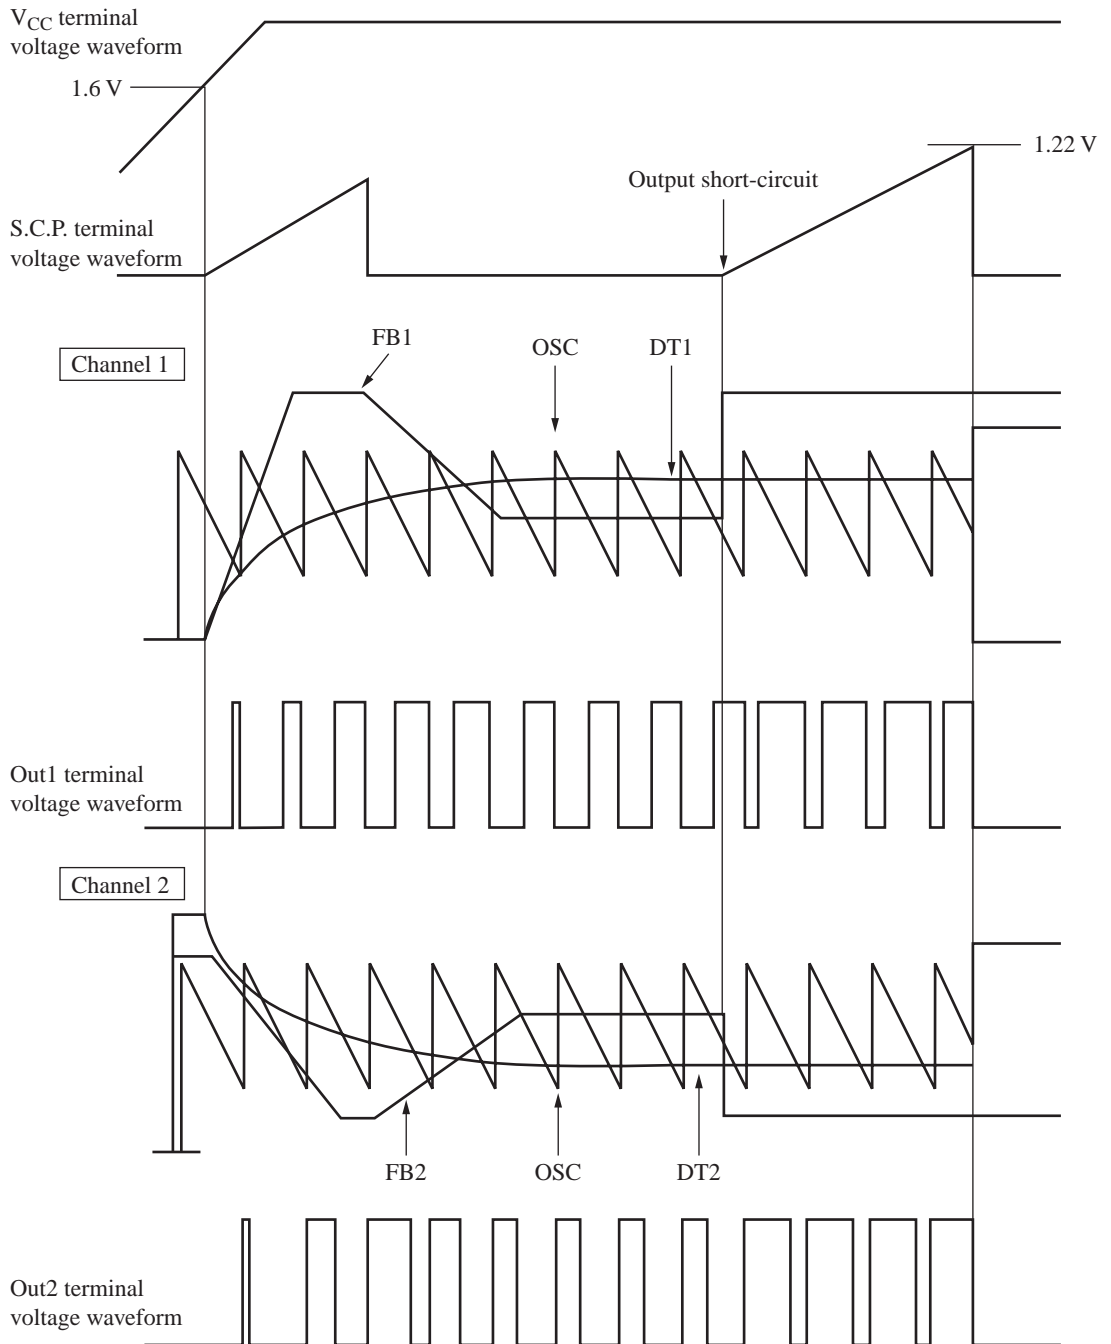 VCC terminal
voltage waveform
1.6 V
1.22 V
Output short-circuit
S.C.P. terminal
voltage waveform
Channel 1
FB1
OSC
DT1
Out1 terminal
voltage waveform
Channel 2
FB2
OSC
DT2
Out2 terminal
voltage waveform